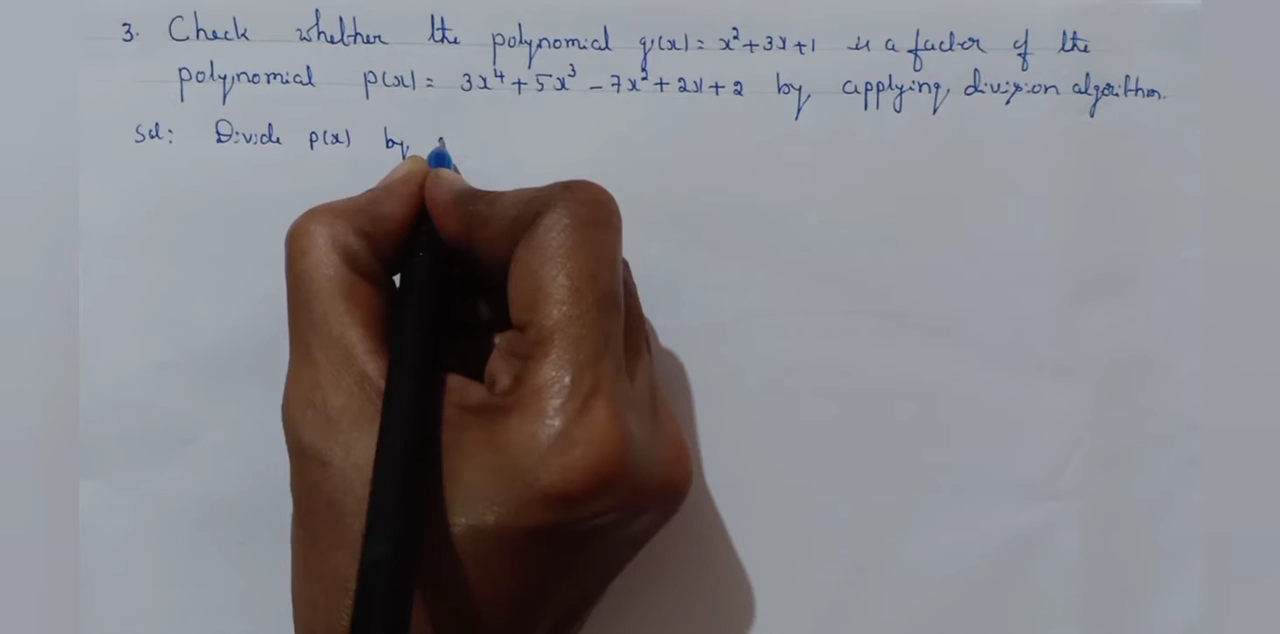 3. Check whether the polynomial g(x) = x²+3x+1 is a factor of the
polynomial p(x) = 3x⁴+5x³-7x²+2x+2 by applying division algorithm.
Sol: Divide p(x) by